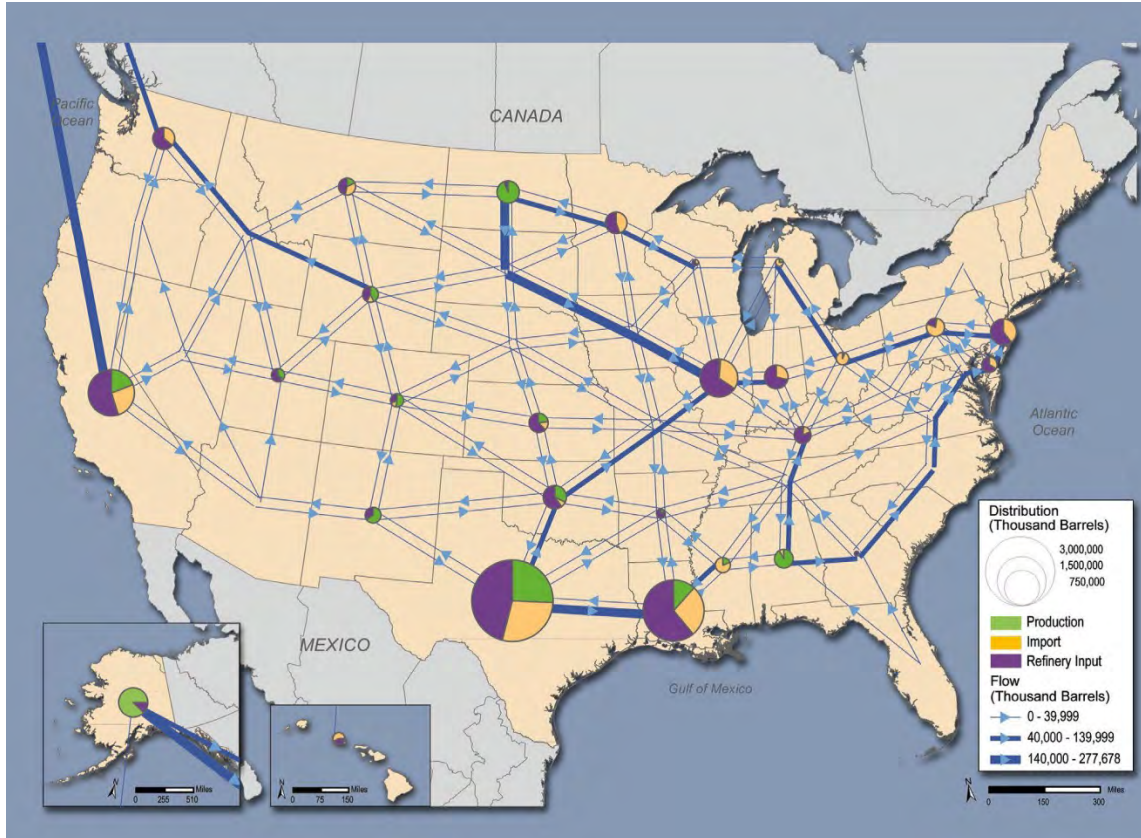 Pacific
Ocean
CANADA
Atlantic
Ocean
MEXICO
Gulf of Mexico
Distribution
(Thousand Barrels)
3,000,000
1,500,000
750,000
Production
Import
Refinery Input
Flow
(Thousand Barrels)
0 - 39,999
40,000 - 139,999
140,000 - 277,678
N
Miles
0 255 510
N
Miles
0 75 150
N
Miles
0 150 300